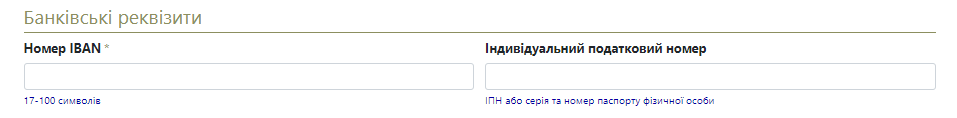 Банківські реквізити
Номер IBAN *
Індивідуальний податковий номер
17-100 символів
ІПН або серія та номер паспорту фізичної особи